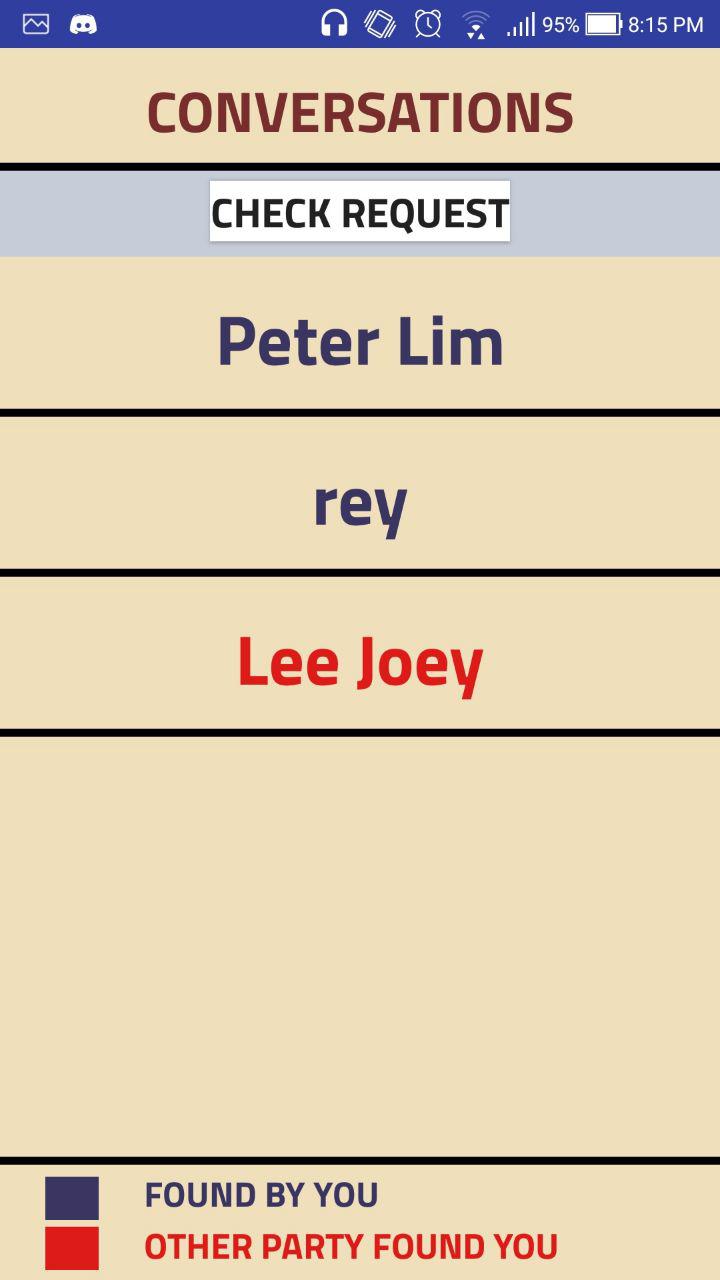 95% 8:15 PM
CONVERSATIONS
CHECK REQUEST
Peter Lim
rey
Lee Joey
FOUND BY YOU
OTHER PARTY FOUND YOU